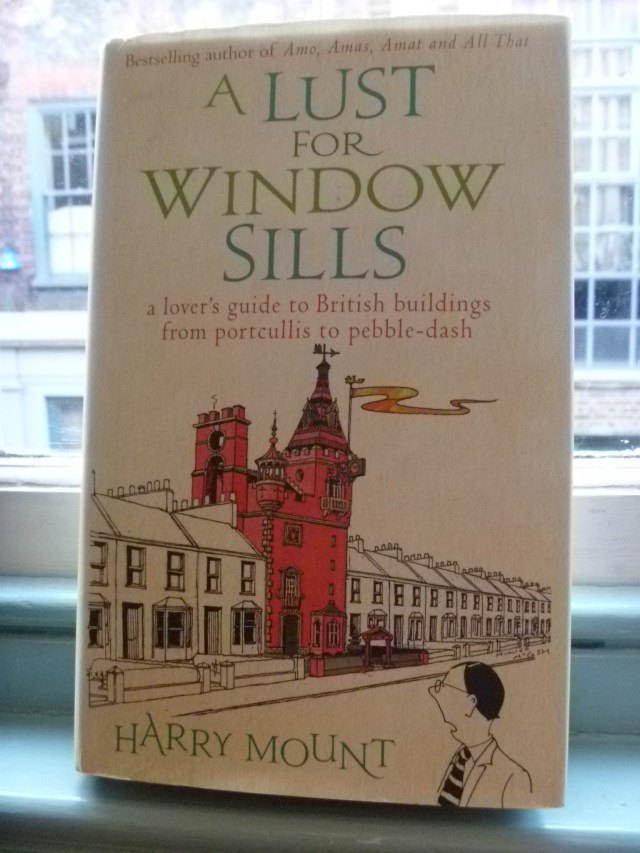 Bestselling author of Amo, Amas, Amat and All That
A LUST
FOR
WINDOW
SILLS
a lover's guide to British buildings
from portcullis to pebble-dash
HARRY MOUNT